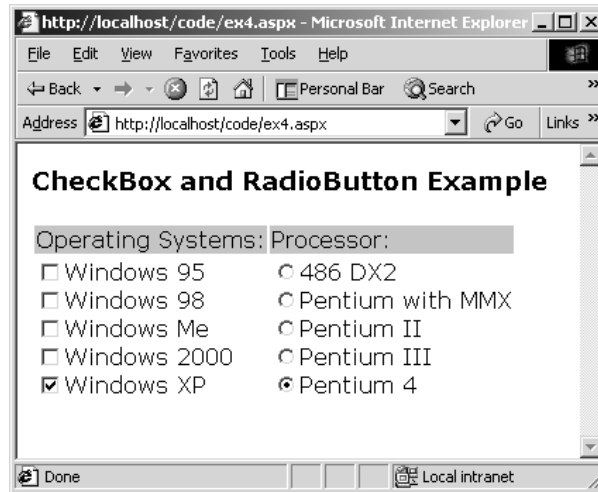 http://localhost/code/ex4.aspx - Microsoft Internet Explorer
File Edit View Favorites Tools Help
Back Personal Bar Search »
Address http://localhost/code/ex4.aspx Go Links »
CheckBox and RadioButton Example
Operating Systems: Processor:
Windows 95 486 DX2
Windows 98 Pentium with MMX
Windows Me Pentium II
Windows 2000 Pentium III
Windows XP Pentium 4
Done Local intranet